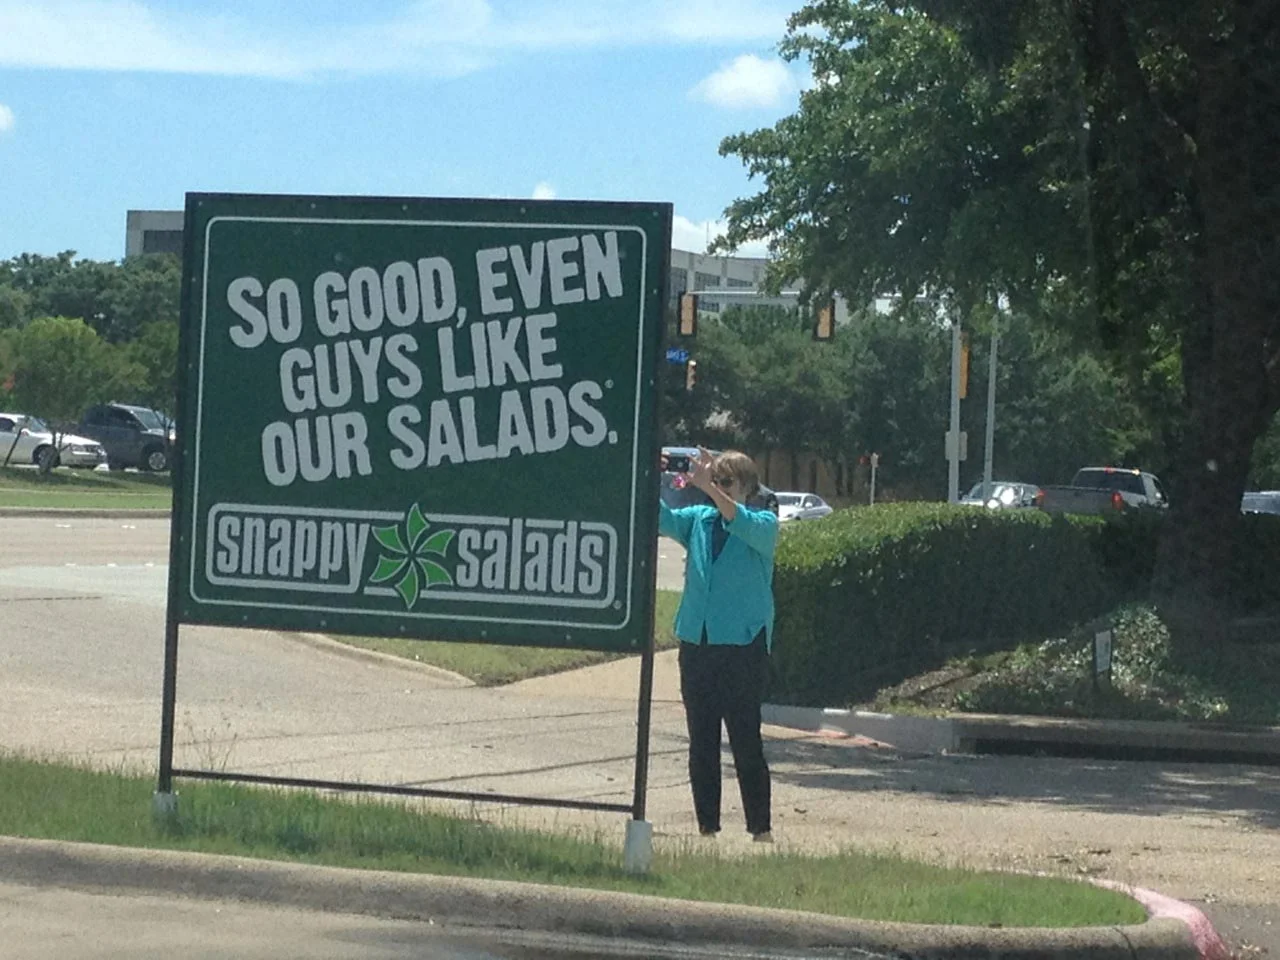 SO GOOD, EVEN
GUYS LIKE
OUR SALADS.®
snappy salads®